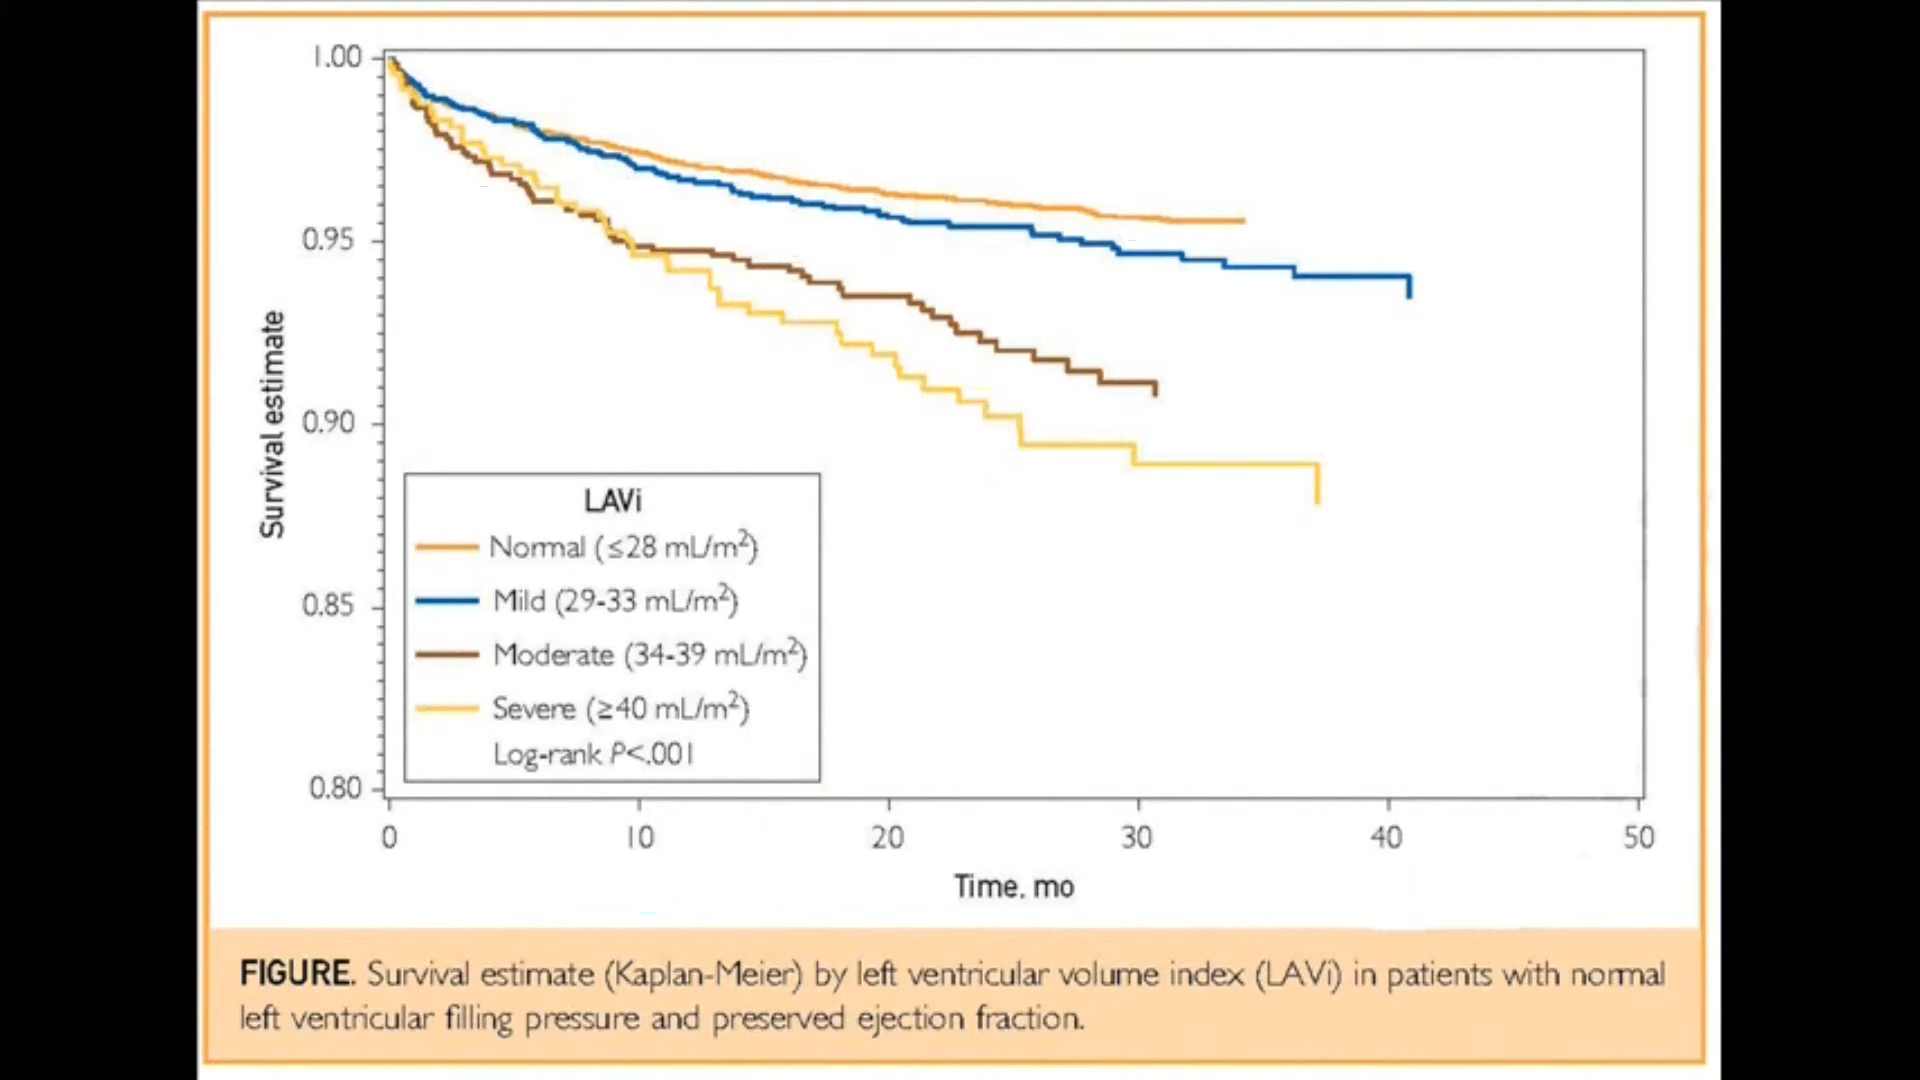 1.00
0.95
0.90
0.85
0.80
Survival estimate
LAVi
Normal (≤28 mL/m²)
Mild (29-33 mL/m²)
Moderate (34-39 mL/m²)
Severe (≥40 mL/m²)
Log-rank P<.001
0 10 20 30 40 50
Time. mo
FIGURE. Survival estimate (Kaplan-Meier) by left ventricular volume index (LAVi) in patients with normal
left ventricular filling pressure and preserved ejection fraction.